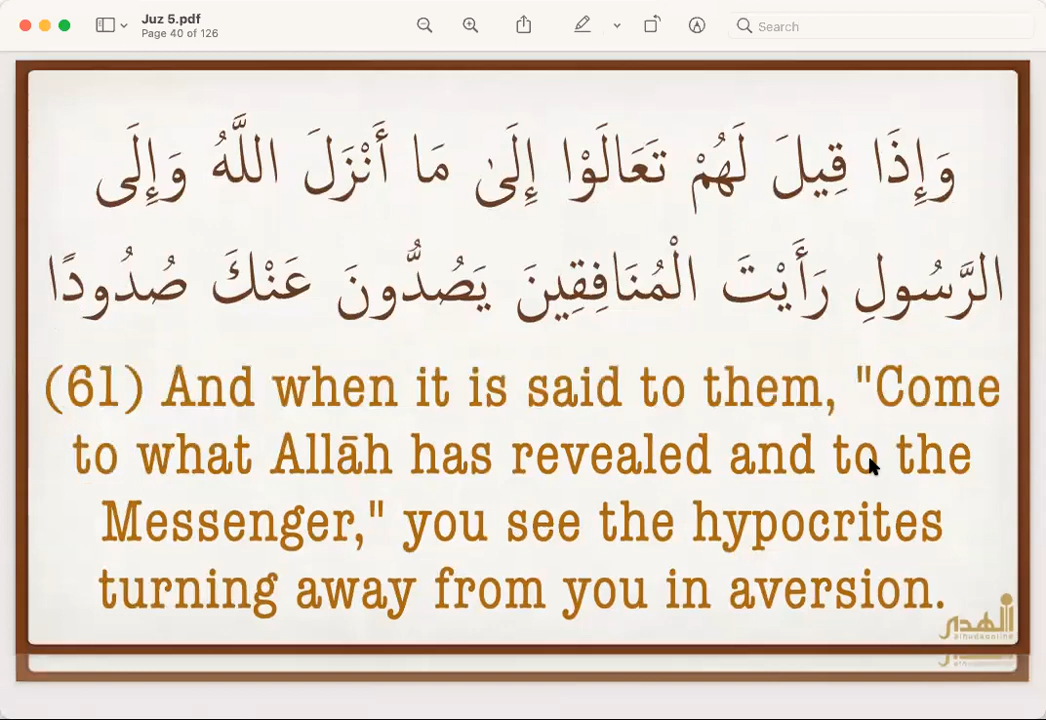 Juz 5.pdf
Page 40 of 126
Search
وَإِذَا قِيلَ لَهُمْ تَعَالَوْا إِلَىٰ مَا أَنْزَلَ اللَّهُ وَإِلَى
الرَّسُولِ رَأَيْتَ الْمُنَافِقِينَ يَصُدُّونَ عَنْكَ صُدُودًا
(61) And when it is said to them, "Come
to what Allāh has revealed and to the
Messenger," you see the hypocrites
turning away from you in aversion.
الهدى
alhudaonline